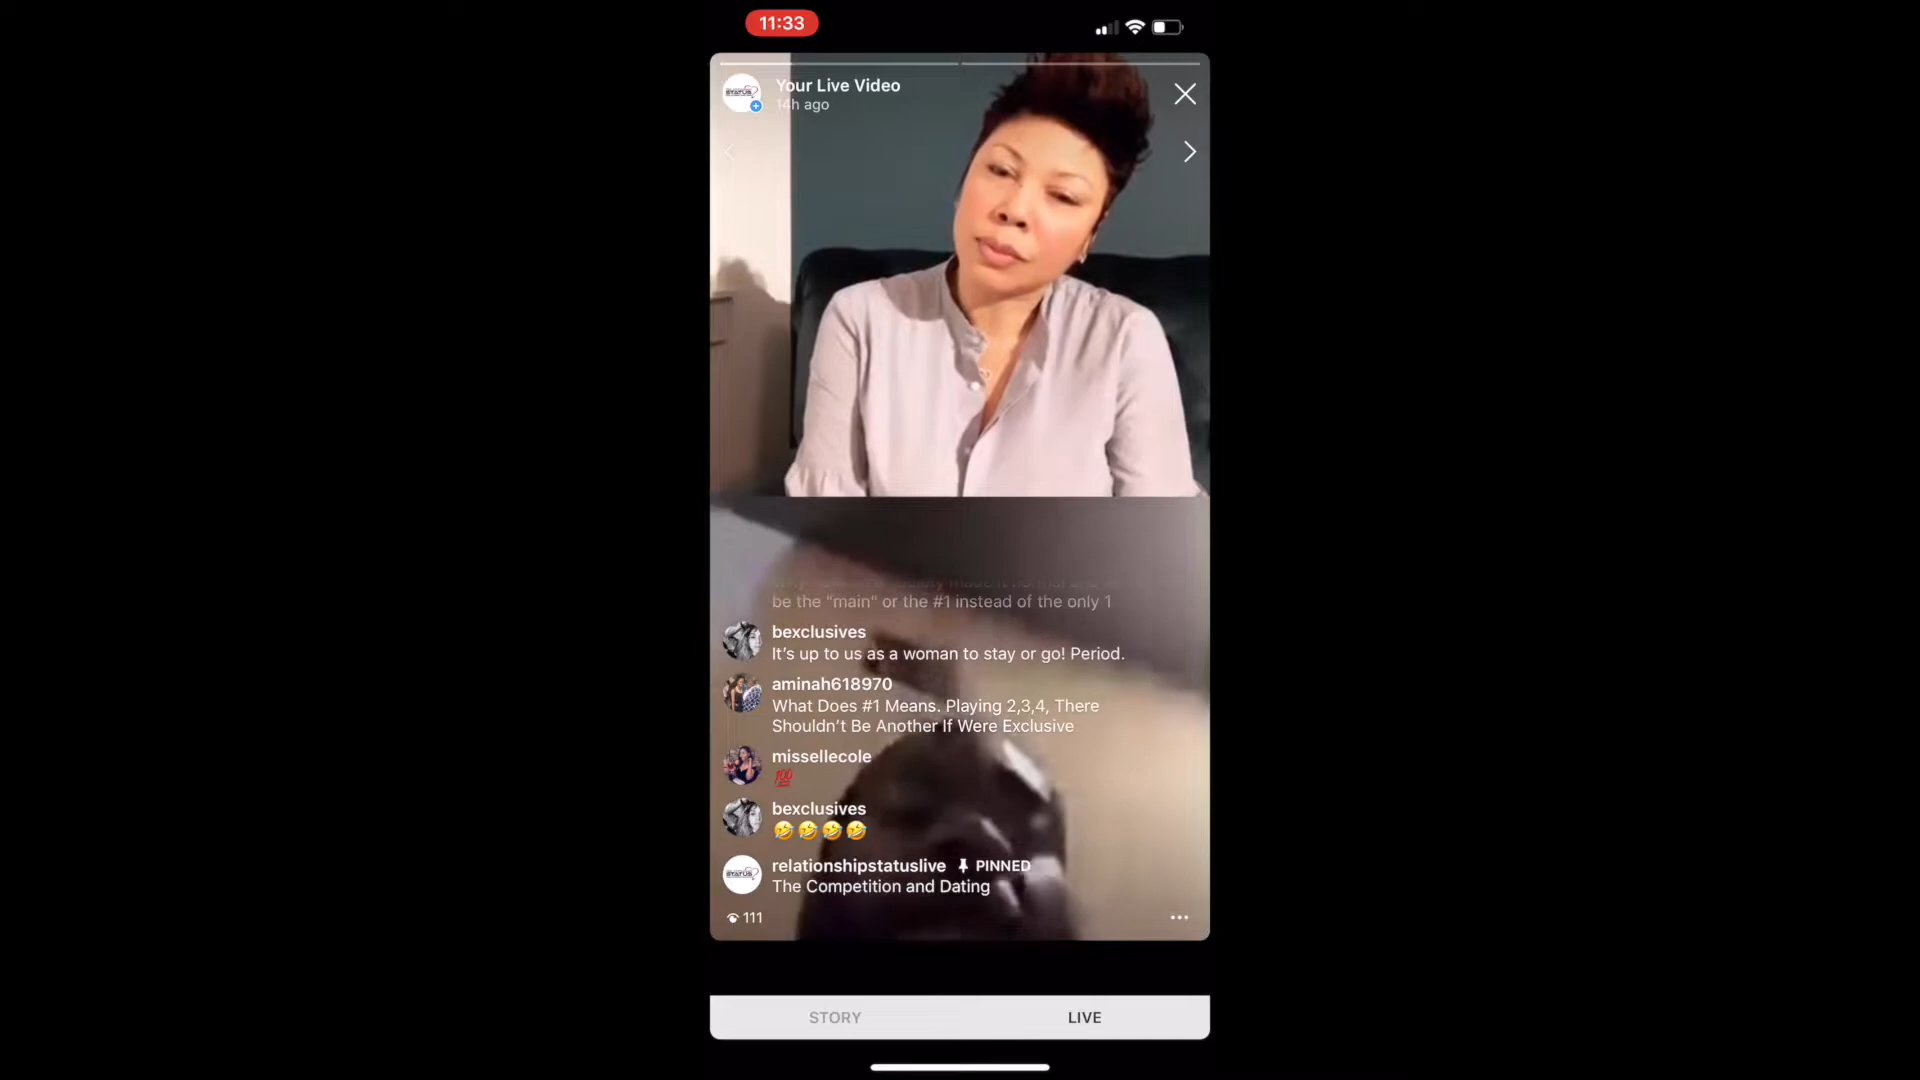 11:33
Your Live Video
14h ago
STATUS
be the “main” or the #1 instead of the only 1
bexclusives
It’s up to us as a woman to stay or go! Period.
aminah618970
What Does #1 Means. Playing 2,3,4, There
Shouldn’t Be Another If Were Exclusive
missellecole
💯
bexclusives
🤣🤣🤣🤣
relationshipstatuslive PINNED
STATUS
The Competition and Dating
111
STORY LIVE